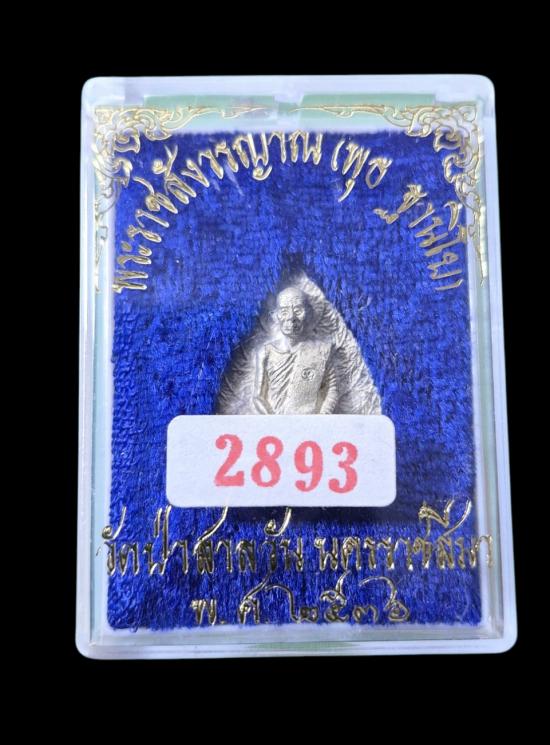 พระราชสังวรญาณ (พุธ ฐานิโย)
2893
วัดป่าสาลวัน นครราชสีมา
พ.ศ. ๒๕๓๖